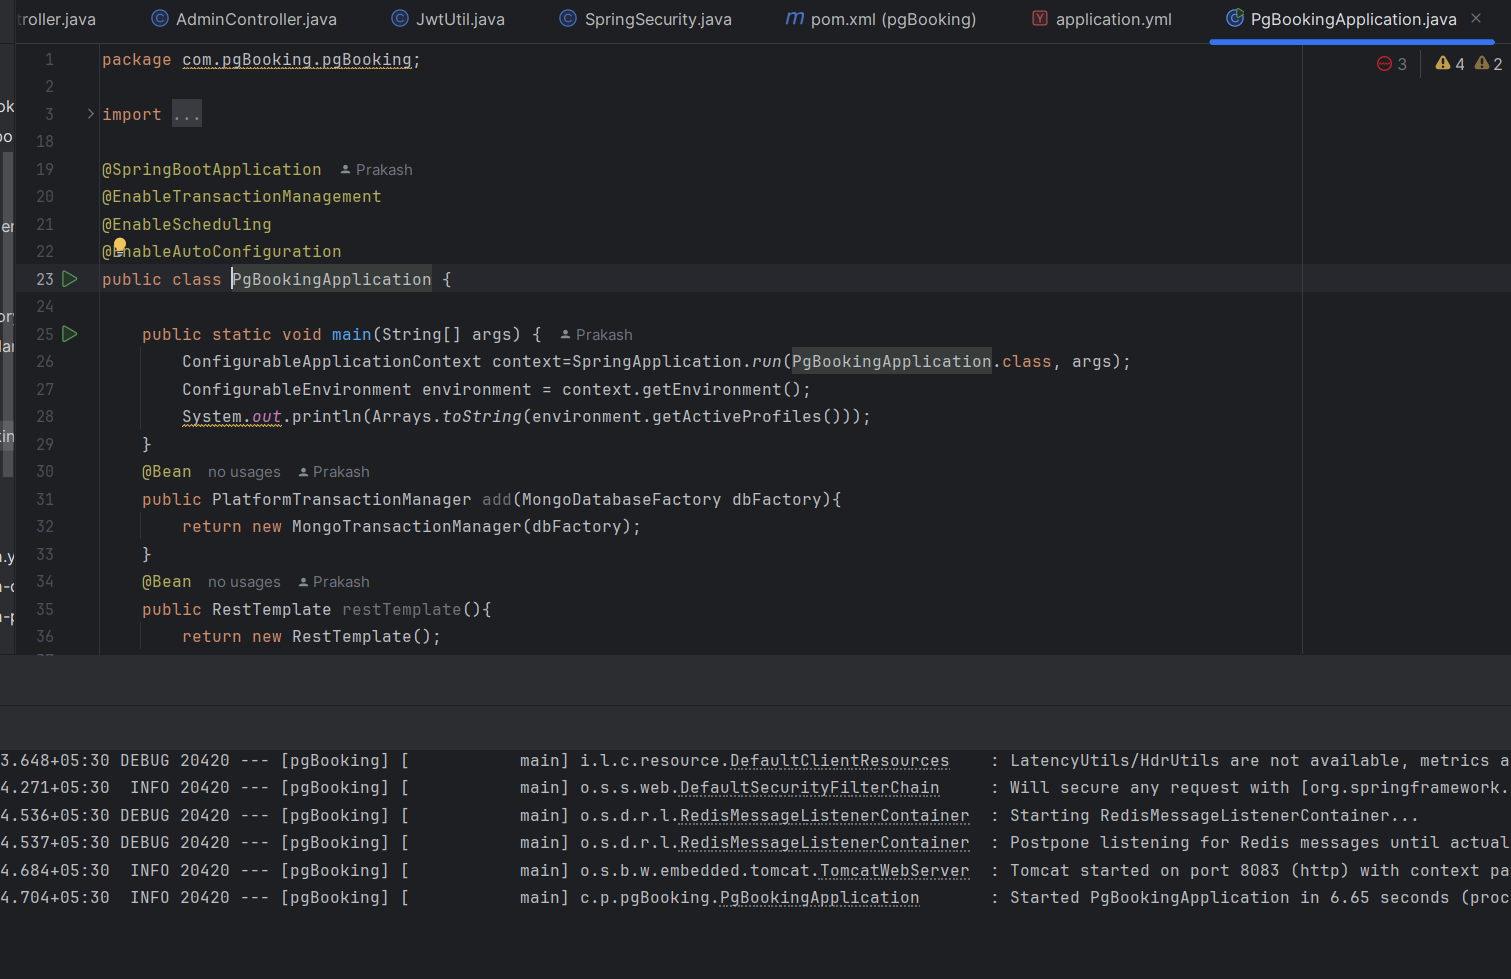 troller.java AdminController.java JwtUtil.java SpringSecurity.java pom.xml (pgBooking) application.yml PgBookingApplication.java
3 4 2
1 package com.pgBooking.pgBooking;
2
3 import ...
18
19 @SpringBootApplication Prakash
20 @EnableTransactionManagement
21 @EnableScheduling
22 @EnableAutoConfiguration
23 public class PgBookingApplication {
24
25 public static void main(String[] args) { Prakash
26 ConfigurableApplicationContext context=SpringApplication.run(PgBookingApplication.class, args);
27 ConfigurableEnvironment environment = context.getEnvironment();
28 System.out.println(Arrays.toString(environment.getActiveProfiles()));
29 }
30 @Bean no usages Prakash
31 public PlatformTransactionManager add(MongoDatabaseFactory dbFactory){
32 return new MongoTransactionManager(dbFactory);
33 }
34 @Bean no usages Prakash
35 public RestTemplate restTemplate(){
36 return new RestTemplate();
3.648+05:30 DEBUG 20420 --- [pgBooking] [ main] i.l.c.resource.DefaultClientResources : LatencyUtils/HdrUtils are not available, metrics a
4.271+05:30 INFO 20420 --- [pgBooking] [ main] o.s.s.web.DefaultSecurityFilterChain : Will secure any request with [org.springframework.
4.536+05:30 DEBUG 20420 --- [pgBooking] [ main] o.s.d.r.l.RedisMessageListenerContainer : Starting RedisMessageListenerContainer...
4.537+05:30 DEBUG 20420 --- [pgBooking] [ main] o.s.d.r.l.RedisMessageListenerContainer : Postpone listening for Redis messages until actual
4.684+05:30 INFO 20420 --- [pgBooking] [ main] o.s.b.w.embedded.tomcat.TomcatWebServer : Tomcat started on port 8083 (http) with context pa
4.704+05:30 INFO 20420 --- [pgBooking] [ main] c.p.pgBooking.PgBookingApplication : Started PgBookingApplication in 6.65 seconds (proc